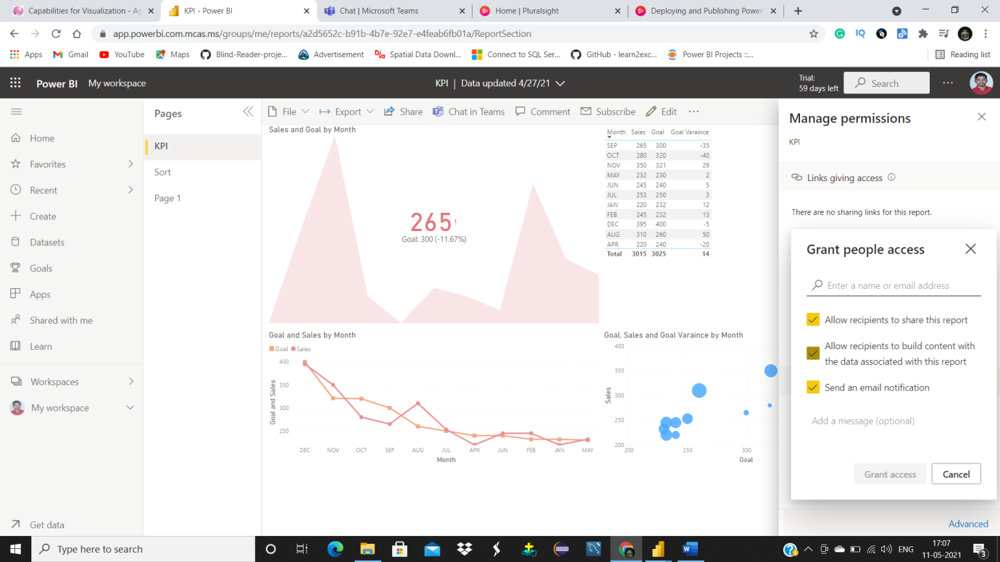 Capabilities for Visualization - Ag
KPI - Power BI
Chat | Microsoft Teams
Home | Pluralsight
Deploying and Publishing Power
app.powerbi.com.mcas.ms/groups/me/reports/a2d5652c-b91b-4b7e-92e7-e4feab6fb01a/ReportSection
IQ
Apps
Gmail
YouTube
Maps
Blind-Reader-proje...
Advertisement
Spatial Data Downl...
Connect to SQL Ser...
GitHub - learn2exc...
Power BI Projects ::...
Reading list
Power BI
My workspace
KPI | Data updated 4/27/21
Trial:
59 days left
Search
Home
Favorites
Recent
Create
Datasets
Goals
Apps
Shared with me
Learn
Workspaces
My workspace
Get data
Pages
KPI
Sort
Page 1
File
Export
Share
Chat in Teams
Comment
Subscribe
Edit
Sales and Goal by Month
265!
Goal: 300 (-11.67%)
Month Sales Goal Goal Varaince
SEP 265 300 -35
OCT 280 320 -40
NOV 350 321 29
MAY 232 230 2
JUN 245 240 5
JUL 253 250 3
JAN 220 232 12
FEB 245 232 13
DEC 395 400 -5
AUG 310 260 50
APR 220 240 -20
Total 3015 3025 14
Goal and Sales by Month
Goal Sales
Goal and Sales
400
350
300
250
DEC NOV OCT SEP AUG JUL APR JUN FEB JAN MAY
Month
Goal, Sales and Goal Varaince by Month
Sales
400
350
300
250
200
200 250 300
Goal
Manage permissions
KPI
Links giving access
There are no sharing links for this report.
Grant people access
Enter a name or email address
Allow recipients to share this report
Allow recipients to build content with
the data associated with this report
Send an email notification
Add a message (optional)
Grant access
Cancel
Advanced
Type here to search
ENG
17:07
11-05-2021
3